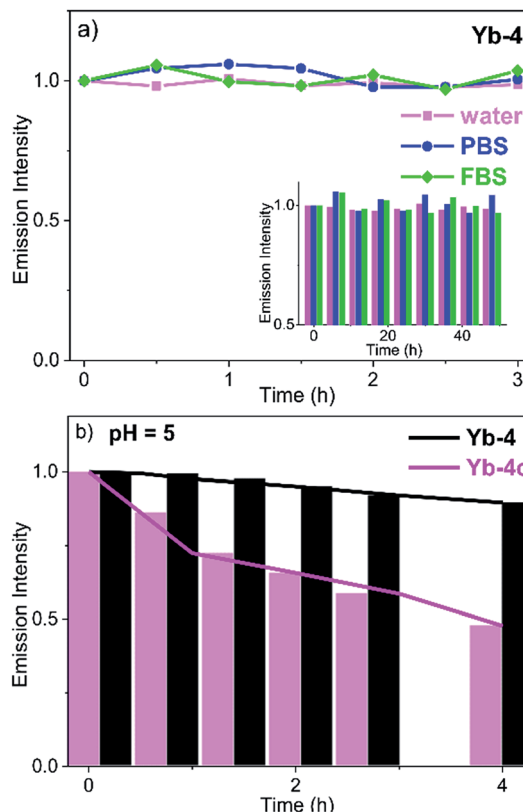 a)
Yb-4
1.0
0.5
0.0
Emission Intensity
water
PBS
FBS
1.0
0.5
Emission Intensity
0
20
40
Time (h)
0
1
2
3
Time (h)
b)
pH = 5
Yb-4
Yb-4c
1.0
0.5
0.0
Emission Intensity
0
2
4
Time (h)